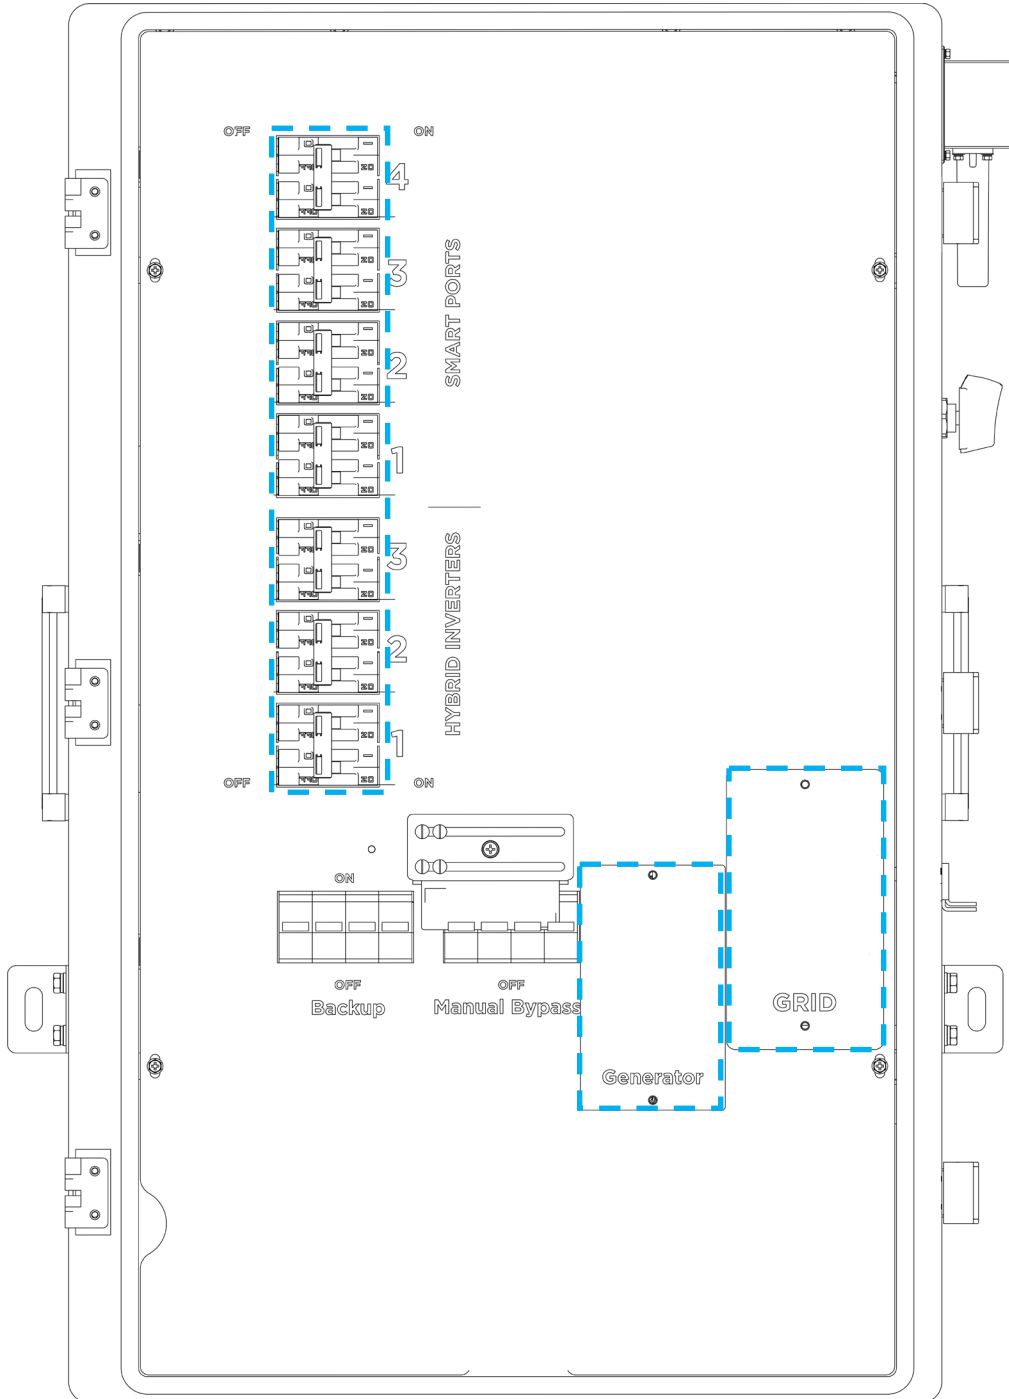 OFF ON
4
3
2
1
SMART PORTS
3
2
1
HYBRID INVERTERS
OFF ON
ON
OFF
Backup
OFF
Manual Bypass
Generator
GRID